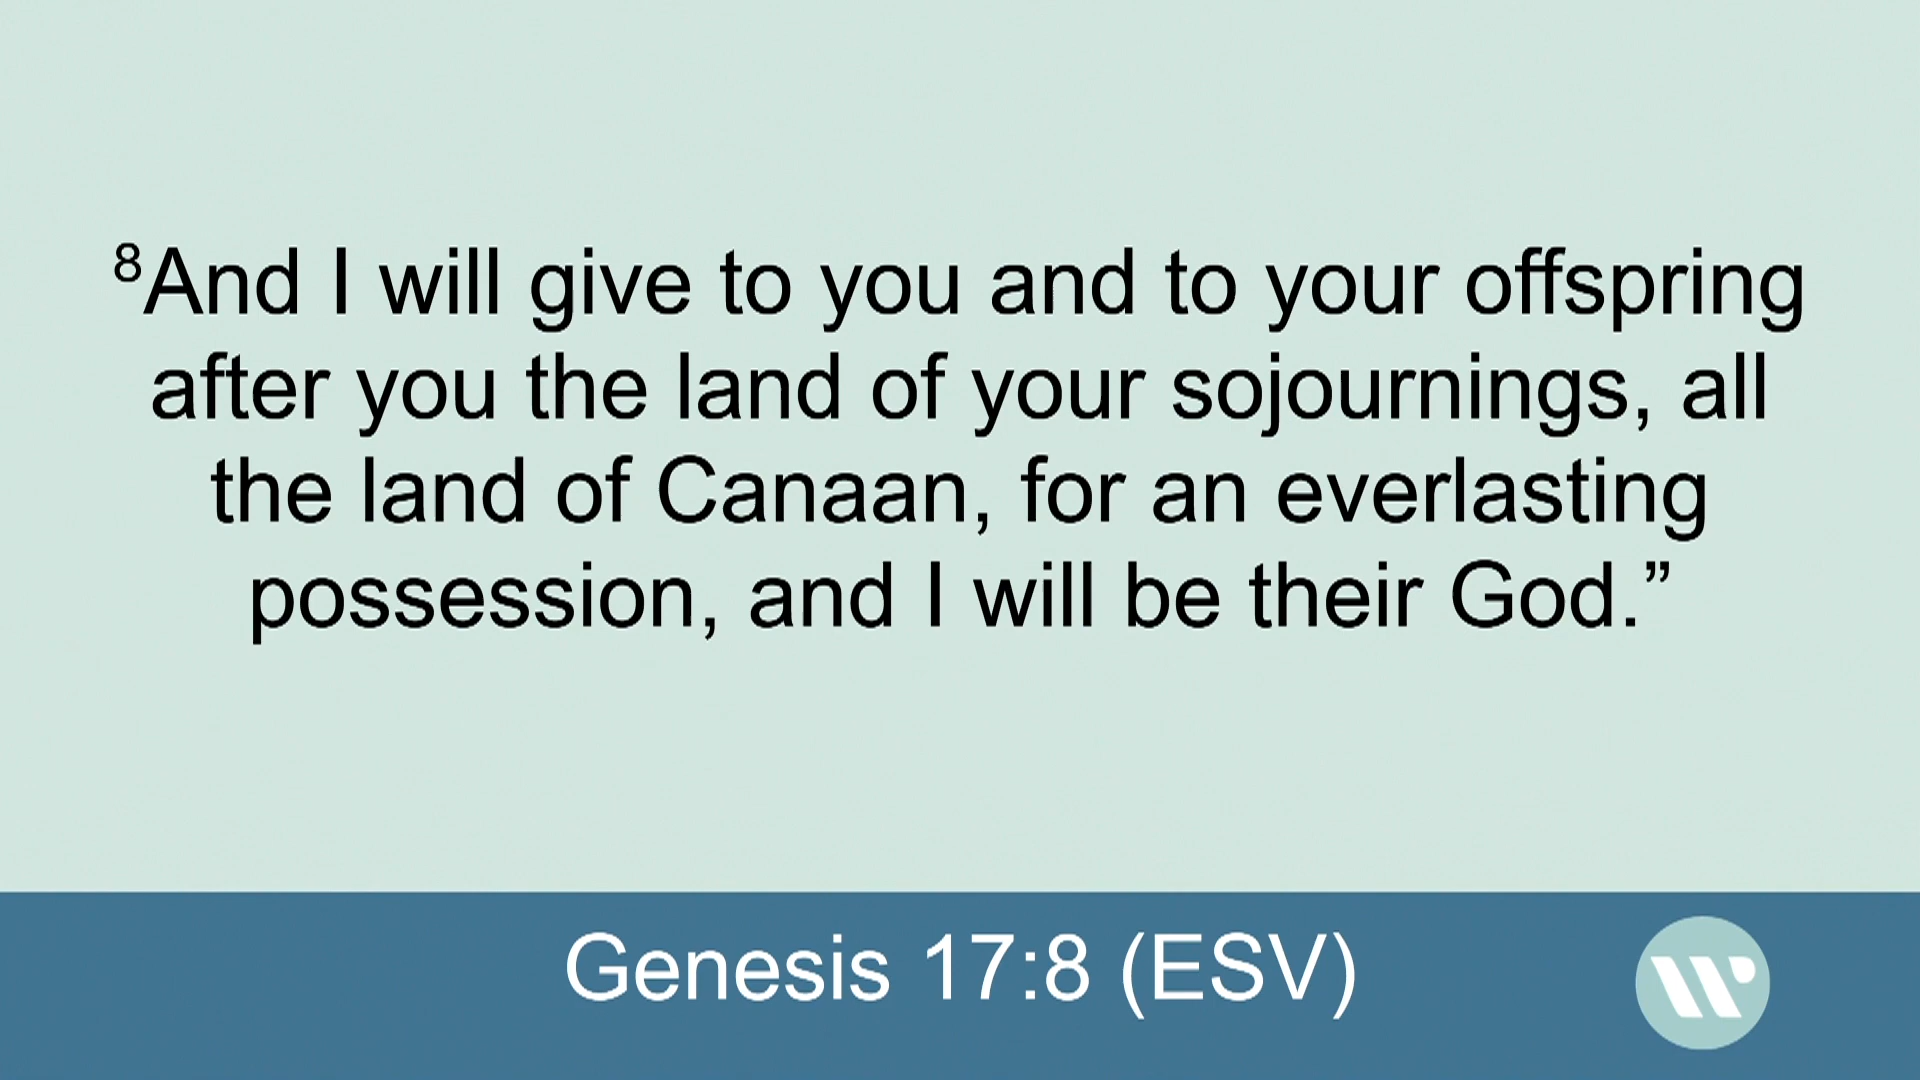 ⁸And I will give to you and to your offspring
after you the land of your sojournings, all
the land of Canaan, for an everlasting
possession, and I will be their God.”
Genesis 17:8 (ESV)